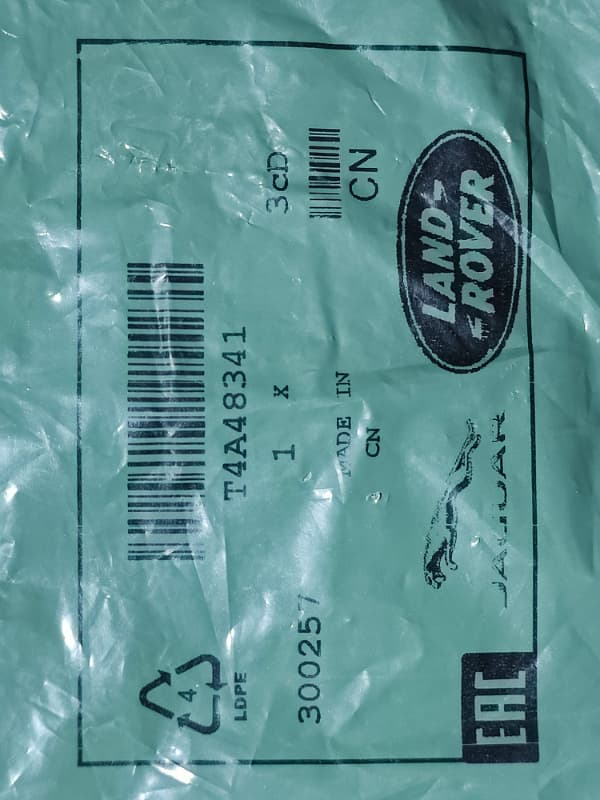 4
LDPE
T4A48341
1 x
3CD
300257
MADE IN
CN
CN
EAC
JAGUAR
LAND
ROVER